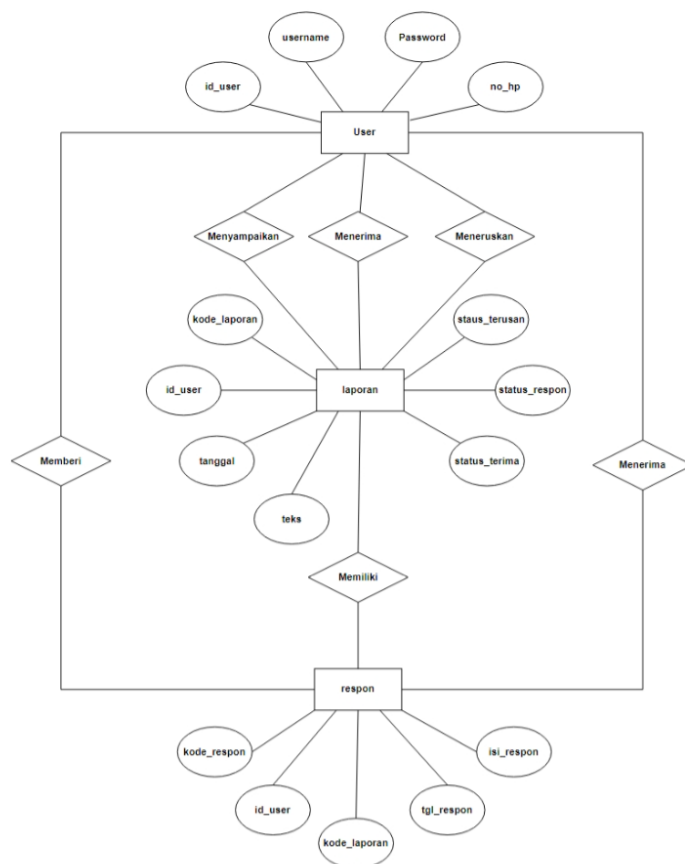 username
Password
id_user
no_hp
User
Menyampaikan
Menerima
Meneruskan
kode_laporan
staus_terusan
id_user
laporan
status_respon
Memberi
tanggal
status_terima
Menerima
teks
Memiliki
respon
kode_respon
isi_respon
id_user
tgl_respon
kode_laporan